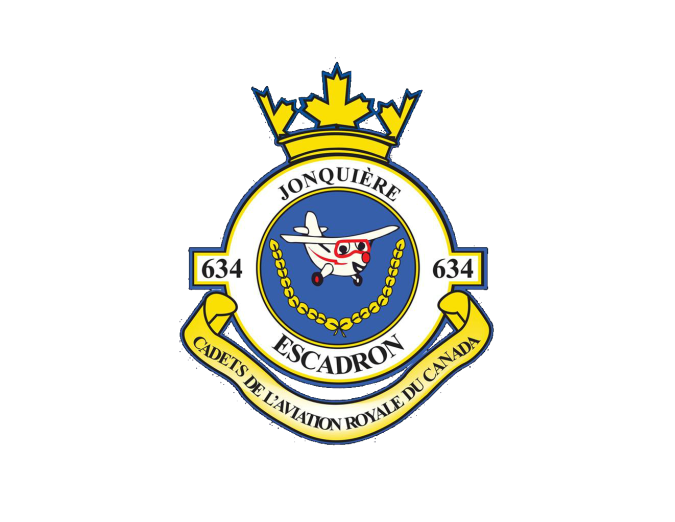 JONQUIÈRE
634
634
ESCADRON
CADETS DE L'AVIATION ROYALE DU CANADA